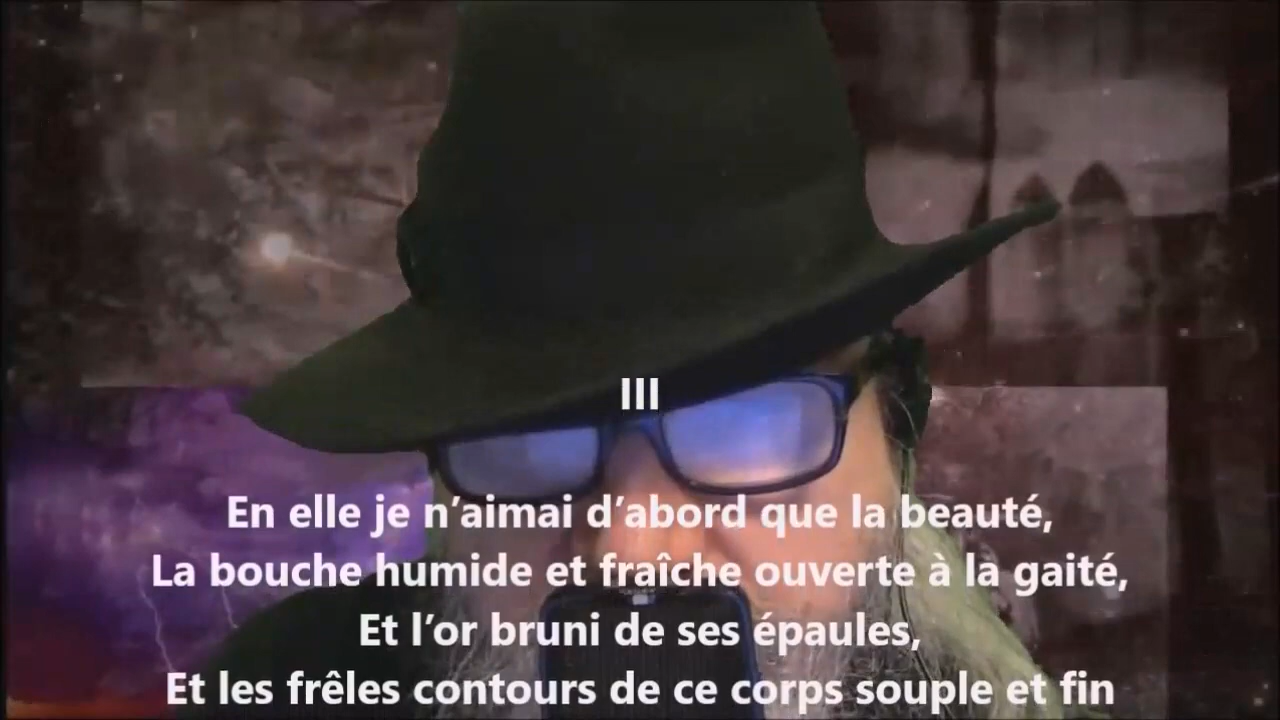 III
En elle je n’aimai d’abord que la beauté,
La bouche humide et fraîche ouverte à la gaité,
Et l’or bruni de ses épaules,
Et les frêles contours de ce corps souple et fin